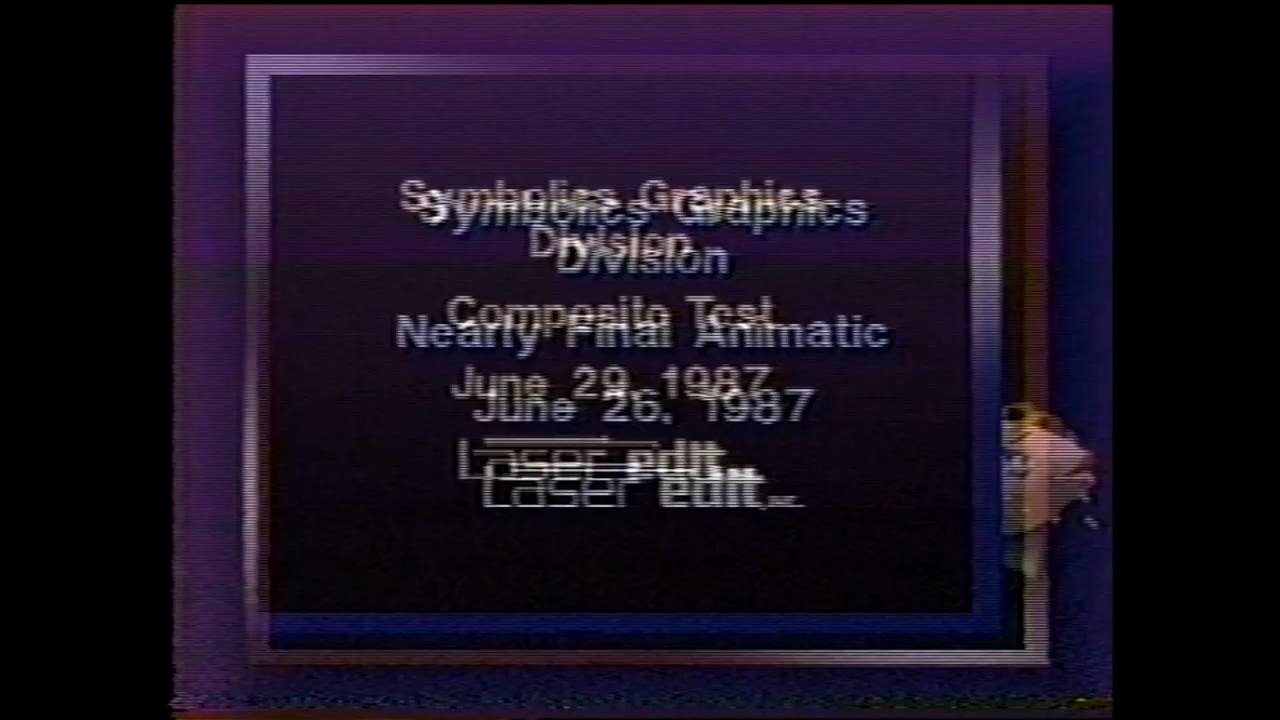 Symbolics Graphics
Division
Composite Test
June 29, 1987
Laser edit
Symbolics Graphics
Division
Nearly Final Animatic
June 26, 1987
Laser edit, INC.